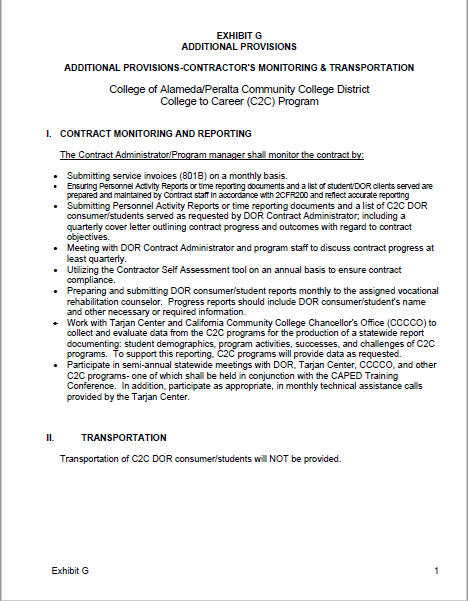 EXHIBIT G
ADDITIONAL PROVISIONS
ADDITIONAL PROVISIONS-CONTRACTOR'S MONITORING & TRANSPORTATION
College of Alameda/Peralta Community College District
College to Career (C2C) Program
I. CONTRACT MONITORING AND REPORTING
The Contract Administrator/Program manager shall monitor the contract by:
• Submitting service invoices (801B) on a monthly basis.
• Ensuring Personnel Activity Reports or time reporting documents and a list of student/DOR clients served are
prepared and maintained by Contract staff in accordance with 2CFR200 and reflect accurate reporting
• Submitting Personnel Activity Reports or time reporting documents and a list of C2C DOR
consumer/students served as requested by DOR Contract Administrator; including a
quarterly cover letter outlining contract progress and outcomes with regard to contract
objectives.
• Meeting with DOR Contract Administrator and program staff to discuss contract progress at
least quarterly.
• Utilizing the Contractor Self Assessment tool on an annual basis to ensure contract
compliance.
• Preparing and submitting DOR consumer/student reports monthly to the assigned vocational
rehabilitation counselor. Progress reports should include DOR consumer/student's name
and other necessary or required information.
• Work with Tarjan Center and California Community College Chancellor's Office (CCCCO) to
collect and evaluate data from the C2C programs for the production of a statewide report
documenting: student demographics, program activities, successes, and challenges of C2C
programs. To support this reporting, C2C programs will provide data as requested.
• Participate in semi-annual statewide meetings with DOR, Tarjan Center, CCCCO, and other
C2C programs- one of which shall be held in conjunction with the CAPED Training
Conference. In addition, participate as appropriate, in monthly technical assistance calls
provided by the Tarjan Center.
II. TRANSPORTATION
Transportation of C2C DOR consumer/students will NOT be provided.
Exhibit G 1